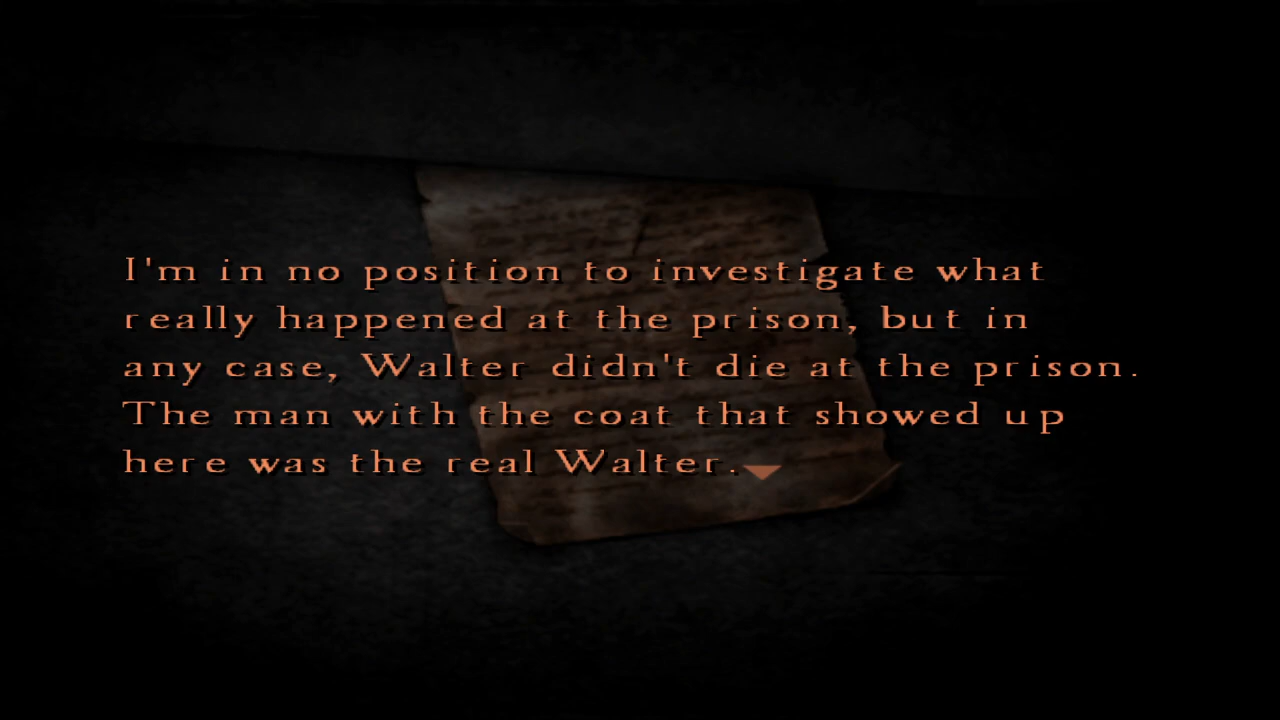 I'm in no position to investigate what
really happened at the prison, but in
any case, Walter didn't die at the prison.
The man with the coat that showed up
here was the real Walter.